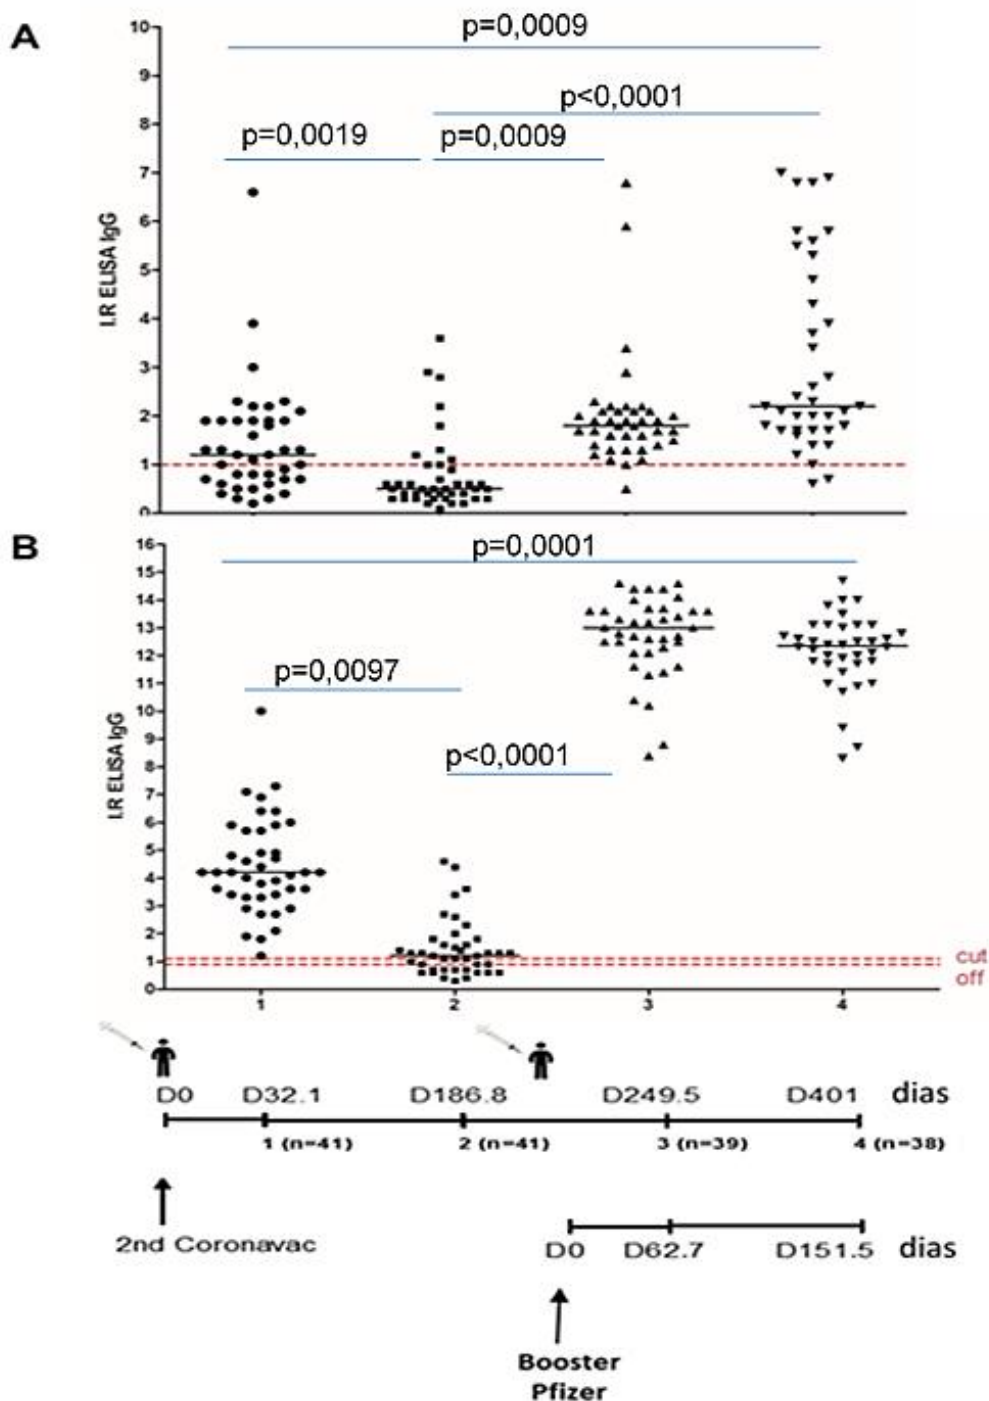 A
p=0,0009
p<0,0001
p=0,0019
p=0,0009
I.R ELISA IgG
10
9
8
7
6
5
4
3
2
1
0
B
p=0,0001
p=0,0097
p<0,0001
I.R ELISA IgG
16
15
14
13
12
11
10
9
8
7
6
5
4
3
2
1
0
cut
off
1 2 3 4
D0 D32.1 D186.8 D249.5 D401 dias
1 (n=41) 2 (n=41) 3 (n=39) 4 (n=38)
2nd Coronavac
D0 D62.7 D151.5 dias
Booster
Pfizer